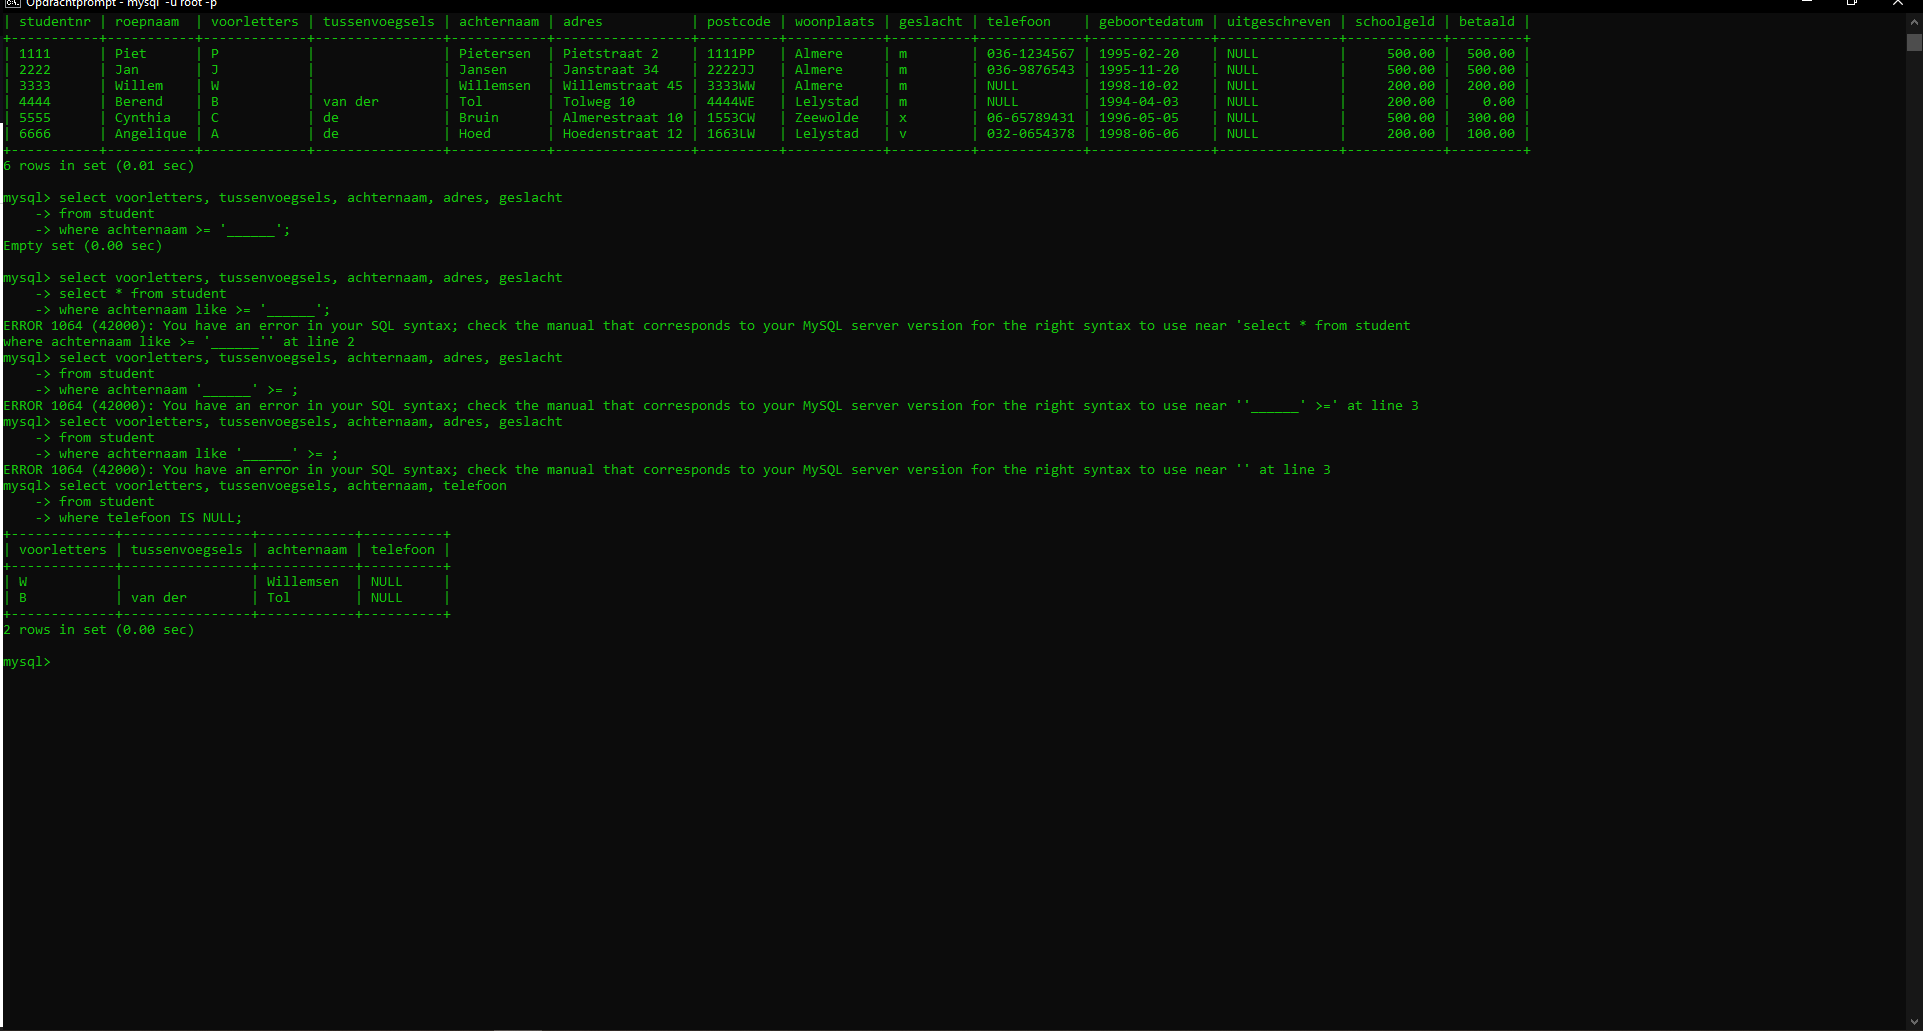 Opdrachtprompt - mysql -u root -p
| studentnr | roepnaam  | voorletters | tussenvoegsels | achternaam | adres           | postcode | woonplaats | geslacht | telefoon    | geboortedatum | uitgeschreven | schoolgeld | betaald |
+-----------+-----------+-------------+----------------+------------+-----------------+----------+------------+----------+-------------+---------------+---------------+------------+---------+
| 1111      | Piet      | P           |                | Pietersen  | Pietstraat 2    | 1111PP   | Almere     | m        | 036-1234567 | 1995-02-20    | NULL          |     500.00 |  500.00 |
| 2222      | Jan       | J           |                | Jansen     | Janstraat 34    | 2222JJ   | Almere     | m        | 036-9876543 | 1995-11-20    | NULL          |     500.00 |  500.00 |
| 3333      | Willem    | W           |                | Willemsen  | Willemstraat 45 | 3333WW   | Almere     | m        | NULL        | 1998-10-02    | NULL          |     200.00 |  200.00 |
| 4444      | Berend    | B           | van der        | Tol        | Tolweg 10       | 4444WE   | Lelystad   | m        | NULL        | 1994-04-03    | NULL          |     200.00 |    0.00 |
| 5555      | Cynthia   | C           | de             | Bruin      | Almerestraat 10 | 1553CW   | Zeewolde   | x        | 06-65789431 | 1996-05-05    | NULL          |     500.00 |  300.00 |
| 6666      | Angelique | A           | de             | Hoed       | Hoedenstraat 12 | 1663LW   | Lelystad   | v        | 032-0654378 | 1998-06-06    | NULL          |     200.00 |  100.00 |
+-----------+-----------+-------------+----------------+------------+-----------------+----------+------------+----------+-------------+---------------+---------------+------------+---------+
6 rows in set (0.01 sec)

mysql> select voorletters, tussenvoegsels, achternaam, adres, geslacht
    -> from student
    -> where achternaam >= '______';
Empty set (0.00 sec)

mysql> select voorletters, tussenvoegsels, achternaam, adres, geslacht
    -> select * from student
    -> where achternaam like >= '______';
ERROR 1064 (42000): You have an error in your SQL syntax; check the manual that corresponds to your MySQL server version for the right syntax to use near 'select * from student
where achternaam like >= '______'' at line 2
mysql> select voorletters, tussenvoegsels, achternaam, adres, geslacht
    -> from student
    -> where achternaam '______' >= ;
ERROR 1064 (42000): You have an error in your SQL syntax; check the manual that corresponds to your MySQL server version for the right syntax to use near ''______' >=' at line 3
mysql> select voorletters, tussenvoegsels, achternaam, adres, geslacht
    -> from student
    -> where achternaam like '______' >= ;
ERROR 1064 (42000): You have an error in your SQL syntax; check the manual that corresponds to your MySQL server version for the right syntax to use near '' at line 3
mysql> select voorletters, tussenvoegsels, achternaam, telefoon
    -> from student
    -> where telefoon IS NULL;
+-------------+----------------+------------+----------+
| voorletters | tussenvoegsels | achternaam | telefoon |
+-------------+----------------+------------+----------+
| W           |                | Willemsen  | NULL     |
| B           | van der        | Tol        | NULL     |
+-------------+----------------+------------+----------+
2 rows in set (0.00 sec)

mysql>